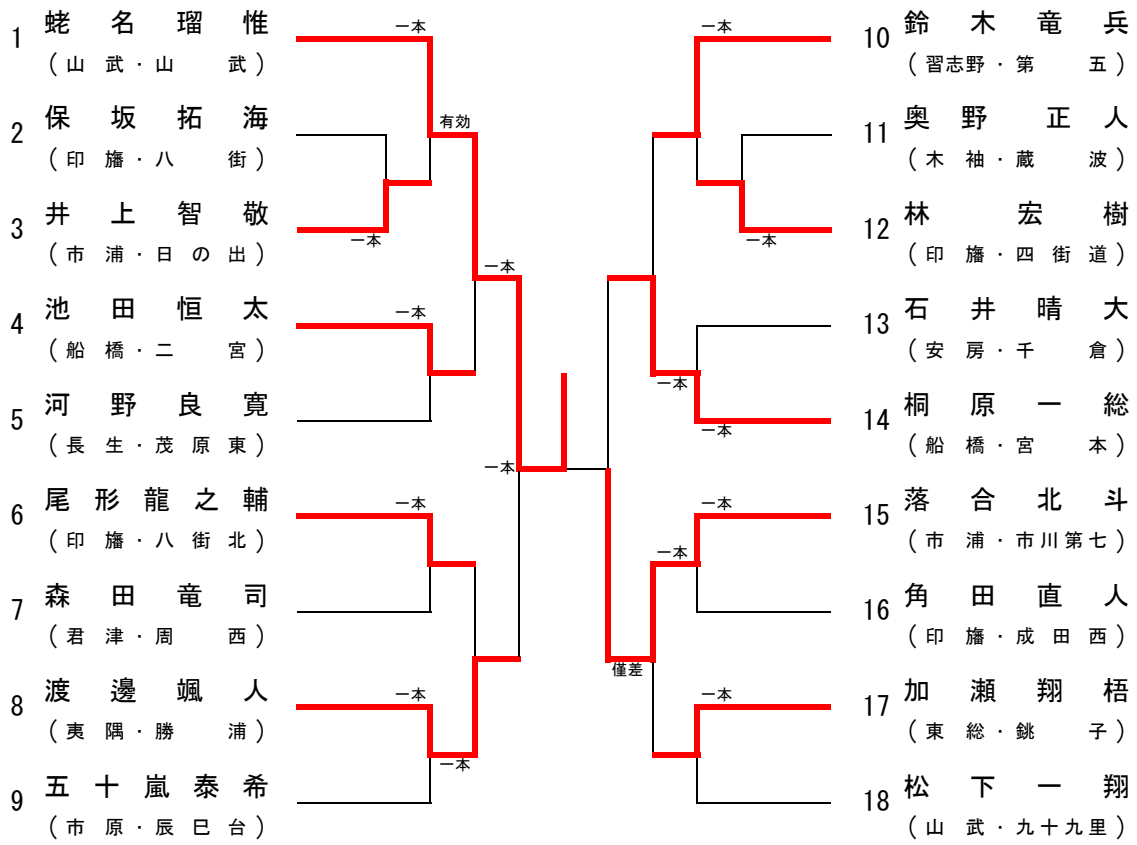 1 蛯名瑠惟
(山武・山武)
2 保坂拓海
(印旛・八街)
3 井上智敬
(市浦・日の出)
4 池田恒太
(船橋・二宮)
5 河野良寛
(長生・茂原東)
6 尾形龍之輔
(印旛・八街北)
7 森田竜司
(君津・周西)
8 渡邊颯人
(夷隅・勝浦)
9 五十嵐泰希
(市原・辰巳台)
一本
有効
一本
一本
一本
一本
一本
一本
一本
一本
一本
一本
一本
一本
一本
僅差
一本
10 鈴木竜兵
(習志野・第五)
11 奥野正人
(木袖・蔵波)
12 林宏樹
(印旛・四街道)
13 石井晴大
(安房・千倉)
14 桐原一総
(船橋・宮本)
15 落合北斗
(市浦・市川第七)
16 角田直人
(印旛・成田西)
17 加瀬翔梧
(東総・銚子)
18 松下一翔
(山武・九十九里)